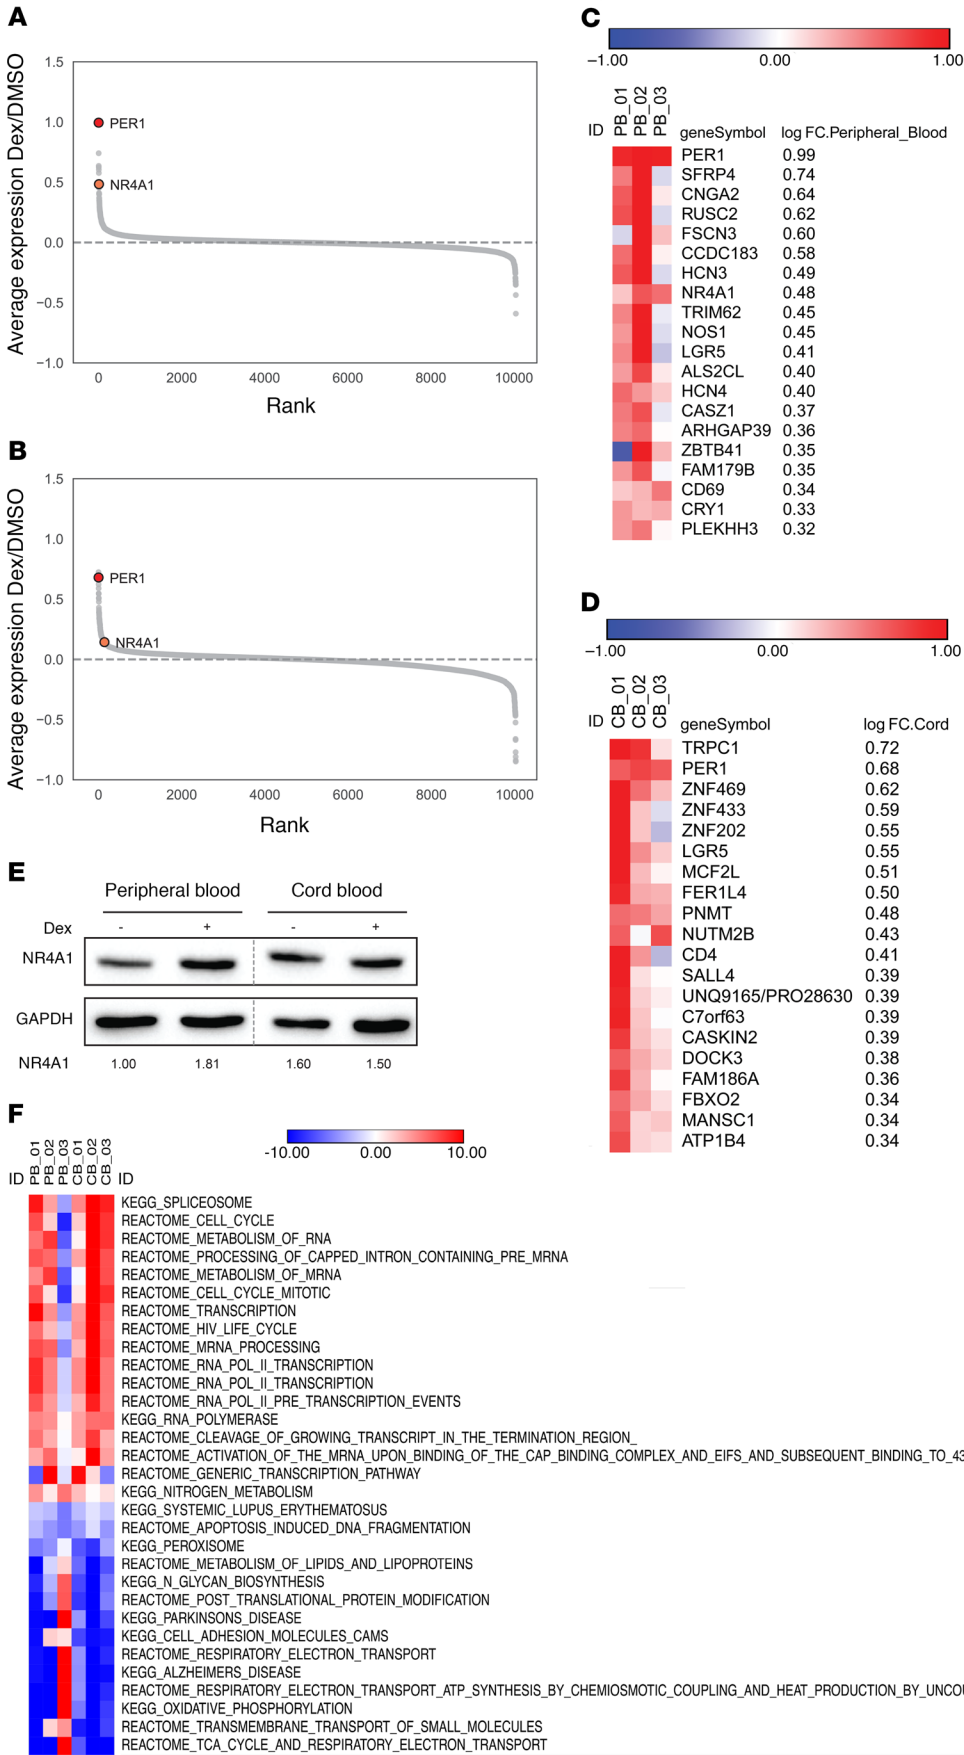 A
Average expression Dex/DMSO
1.5
1.0
0.5
0.0
−0.5
−1.0
PER1
NR4A1
0 2000 4000 6000 8000 10000
Rank
B
Average expression Dex/DMSO
1.5
1.0
0.5
0.0
−0.5
−1.0
PER1
NR4A1
0 2000 4000 6000 8000 10000
Rank
C
−1.00 0.00 1.00
ID PB_01 PB_02 PB_03 geneSymbol log FC.Peripheral_Blood
PER1 0.99
SFRP4 0.74
CNGA2 0.64
RUSC2 0.62
FSCN3 0.60
CCDC183 0.58
HCN3 0.49
NR4A1 0.48
TRIM62 0.45
NOS1 0.45
LGR5 0.41
ALS2CL 0.40
HCN4 0.40
CASZ1 0.37
ARHGAP39 0.36
ZBTB41 0.35
FAM179B 0.35
CD69 0.34
CRY1 0.33
PLEKHH3 0.32
D
−1.00 0.00 1.00
ID CB_01 CB_02 CB_03 geneSymbol log FC.Cord
TRPC1 0.72
PER1 0.68
ZNF469 0.62
ZNF433 0.59
ZNF202 0.55
LGR5 0.55
MCF2L 0.51
FER1L4 0.50
PNMT 0.48
NUTM2B 0.43
CD4 0.41
SALL4 0.39
UNQ9165/PRO28630 0.39
C7orf63 0.39
CASKIN2 0.39
DOCK3 0.38
FAM186A 0.36
FBXO2 0.34
MANSC1 0.34
ATP1B4 0.34
E
Peripheral blood Cord blood
Dex - + - +
NR4A1
GAPDH
NR4A1 1.00 1.81 1.60 1.50
F
-10.00 0.00 10.00
ID PB_01 PB_02 PB_03 CB_01 CB_02 CB_03 ID
KEGG_SPLICEOSOME
REACTOME_CELL_CYCLE
REACTOME_METABOLISM_OF_RNA
REACTOME_PROCESSING_OF_CAPPED_INTRON_CONTAINING_PRE_MRNA
REACTOME_METABOLISM_OF_MRNA
REACTOME_CELL_CYCLE_MITOTIC
REACTOME_TRANSCRIPTION
REACTOME_HIV_LIFE_CYCLE
REACTOME_MRNA_PROCESSING
REACTOME_RNA_POL_II_TRANSCRIPTION
REACTOME_RNA_POL_II_TRANSCRIPTION
REACTOME_RNA_POL_II_PRE_TRANSCRIPTION_EVENTS
KEGG_RNA_POLYMERASE
REACTOME_CLEAVAGE_OF_GROWING_TRANSCRIPT_IN_THE_TERMINATION_REGION_
REACTOME_ACTIVATION_OF_THE_MRNA_UPON_BINDING_OF_THE_CAP_BINDING_COMPLEX_AND_EIFS_AND_SUBSEQUENT_BINDING_TO_43
REACTOME_GENERIC_TRANSCRIPTION_PATHWAY
KEGG_NITROGEN_METABOLISM
KEGG_SYSTEMIC_LUPUS_ERYTHEMATOSUS
REACTOME_APOPTOSIS_INDUCED_DNA_FRAGMENTATION
KEGG_PEROXISOME
REACTOME_METABOLISM_OF_LIPIDS_AND_LIPOPROTEINS
KEGG_N_GLYCAN_BIOSYNTHESIS
REACTOME_POST_TRANSLATIONAL_PROTEIN_MODIFICATION
KEGG_PARKINSONS_DISEASE
KEGG_CELL_ADHESION_MOLECULES_CAMS
REACTOME_RESPIRATORY_ELECTRON_TRANSPORT
KEGG_ALZHEIMERS_DISEASE
REACTOME_RESPIRATORY_ELECTRON_TRANSPORT_ATP_SYNTHESIS_BY_CHEMIOSMOTIC_COUPLING_AND_HEAT_PRODUCTION_BY_UNCOU
KEGG_OXIDATIVE_PHOSPHORYLATION
REACTOME_TRANSMEMBRANE_TRANSPORT_OF_SMALL_MOLECULES
REACTOME_TCA_CYCLE_AND_RESPIRATORY_ELECTRON_TRANSPORT